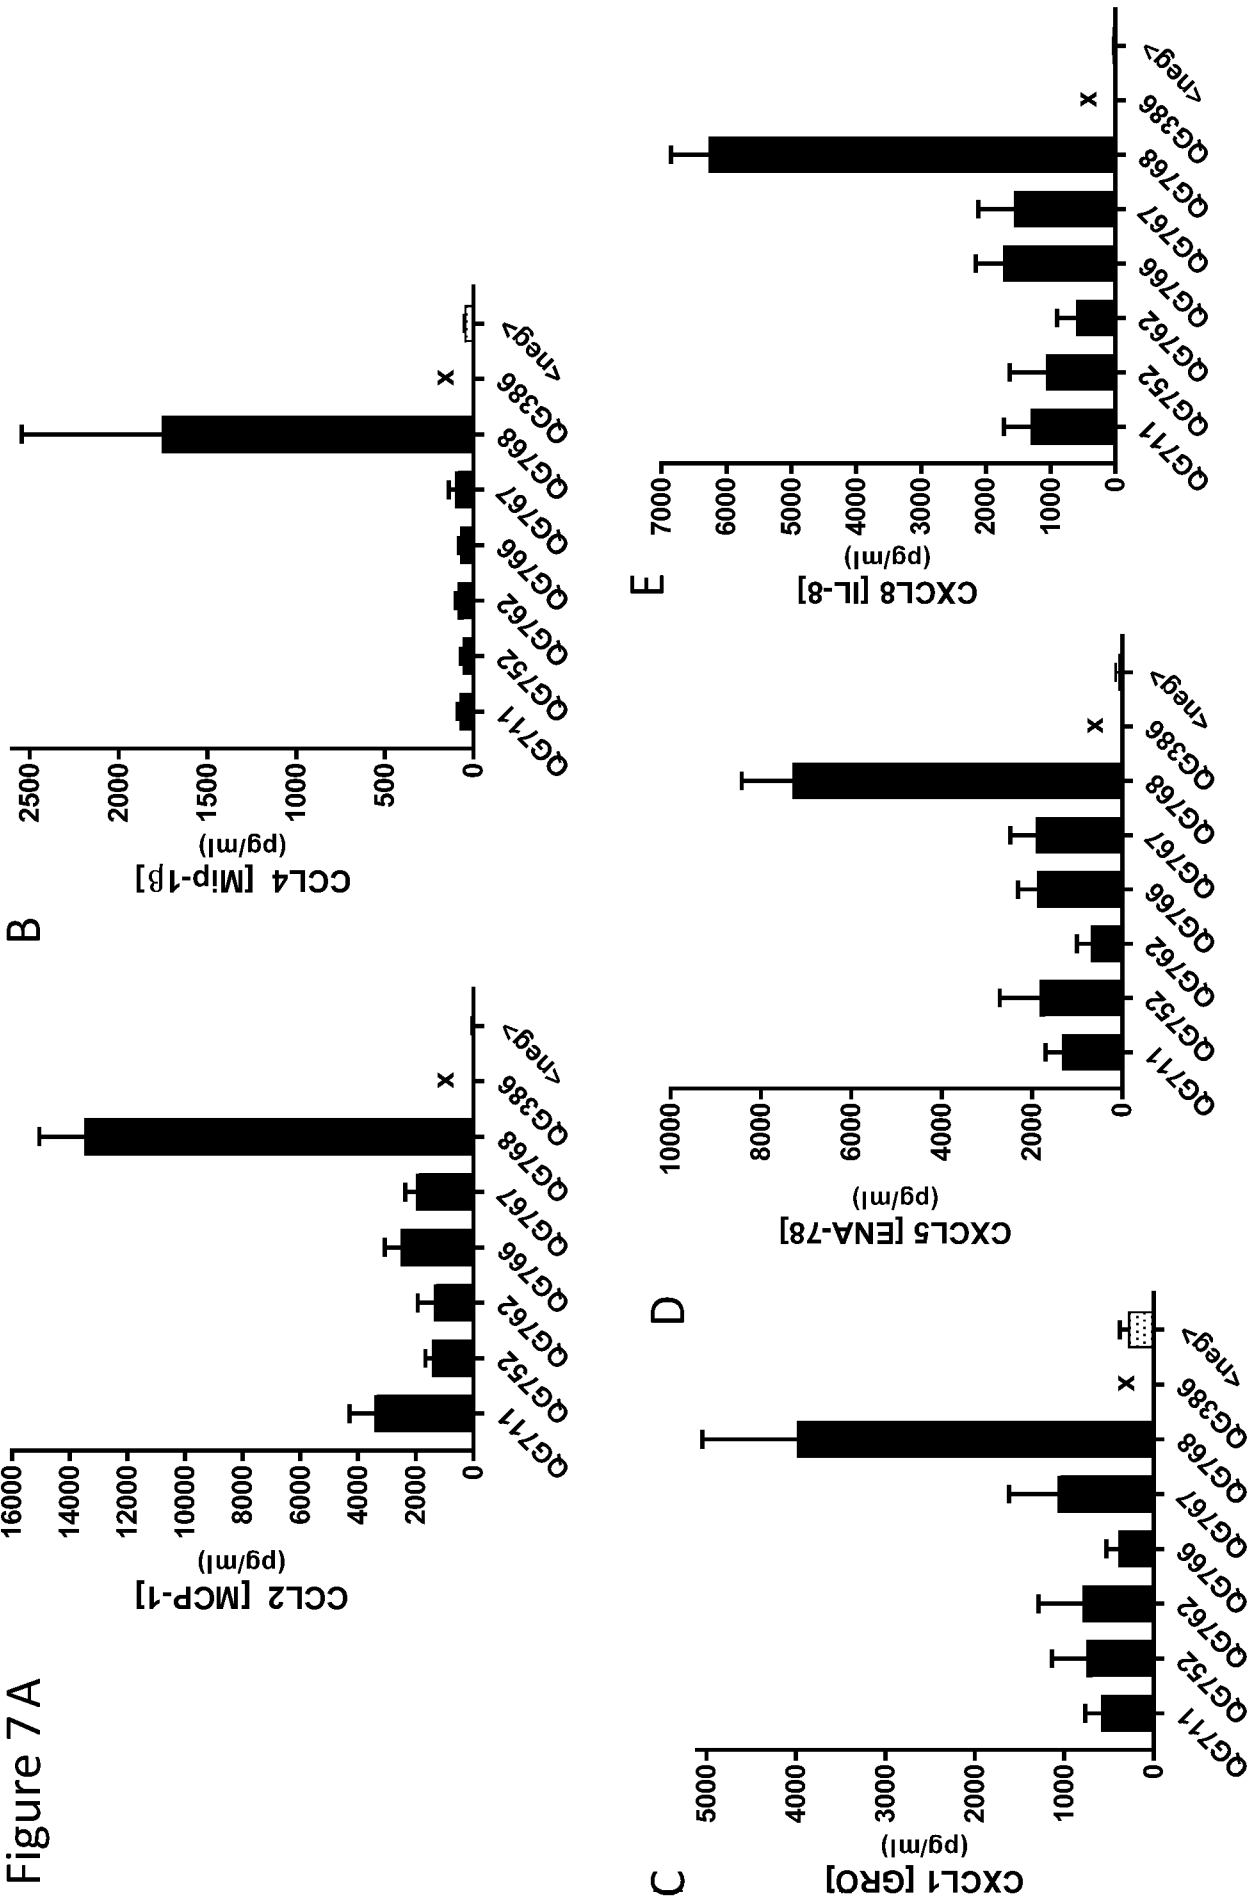 Figure 7 A
CCL2 [MCP-1]
(pg/ml)
16000
14000
12000
10000
8000
6000
4000
2000
0
QG711
QG752
QG762
QG766
QG767
QG768
x
QG386
<neg>
B
CCL4 [Mip-1β]
(pg/ml)
2500
2000
1500
1000
500
0
QG711
QG752
QG762
QG766
QG767
QG768
x
QG386
<neg>
C
CXCL1 [GRO]
(pg/ml)
5000
4000
3000
2000
1000
0
QG711
QG752
QG762
QG766
QG767
QG768
x
QG386
<neg>
D
CXCL5 [ENA-78]
(pg/ml)
10000
8000
6000
4000
2000
0
QG711
QG752
QG762
QG766
QG767
QG768
x
QG386
<neg>
E
CXCL8 [IL-8]
(pg/ml)
7000
6000
5000
4000
3000
2000
1000
0
QG711
QG752
QG762
QG766
QG767
QG768
x
QG386
<neg>